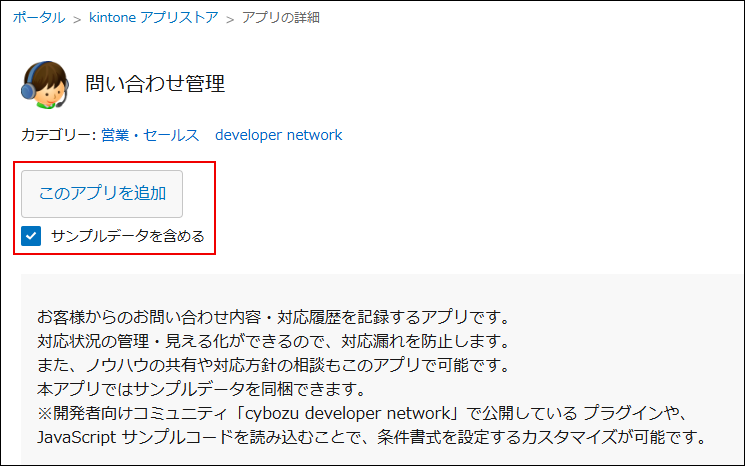 ポータル > kintone アプリストア > アプリの詳細
問い合わせ管理
カテゴリー: 営業・セールス developer network
このアプリを追加
サンプルデータを含める
お客様からのお問い合わせ内容・対応履歴を記録するアプリです。
対応状況の管理・見える化ができるので、対応漏れを防止します。
また、ノウハウの共有や対応方針の相談もこのアプリで可能です。
本アプリではサンプルデータを同梱できます。
※開発者向けコミュニティ「cybozu developer network」で公開している プラグインや、
JavaScript サンプルコードを読み込むことで、条件書式を設定するカスタマイズが可能です。